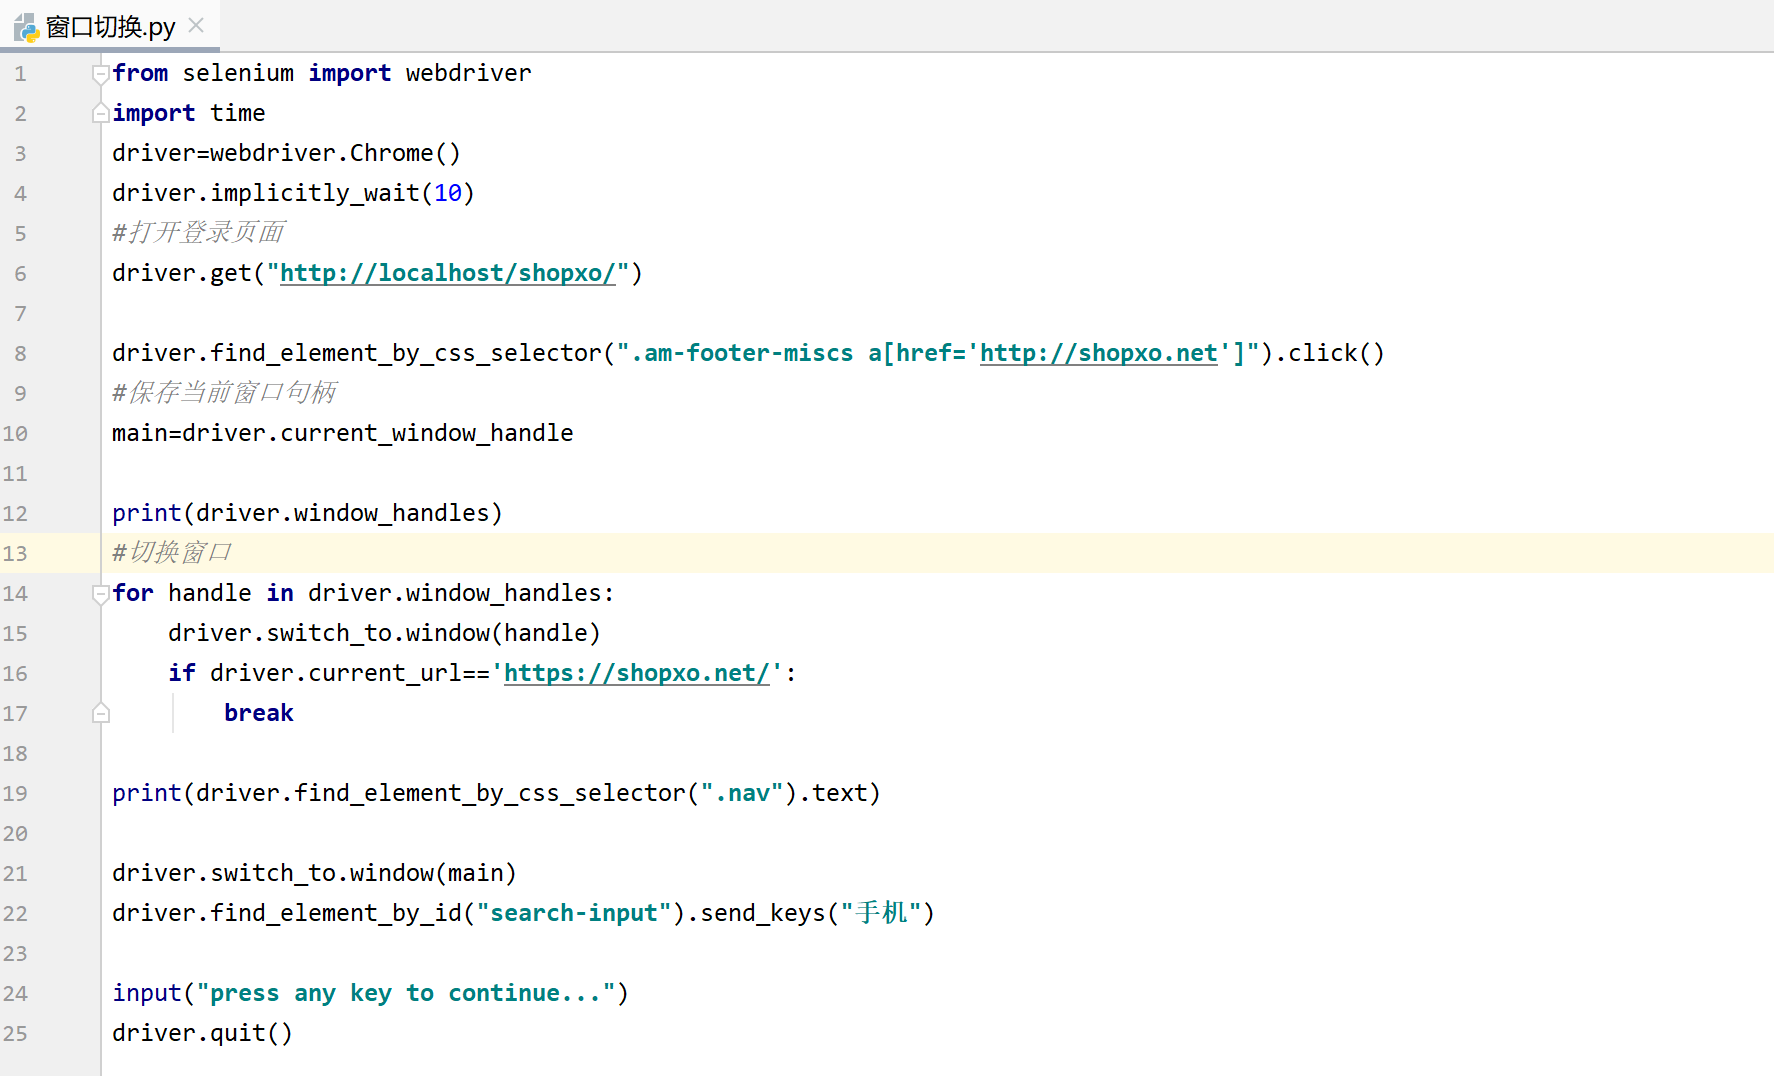 窗口切换.py
1 from selenium import webdriver
2 import time
3 driver=webdriver.Chrome()
4 driver.implicitly_wait(10)
5 #打开登录页面
6 driver.get("http://localhost/shopxo/")
7
8 driver.find_element_by_css_selector(".am-footer-miscs a[href='http://shopxo.net']").click()
9 #保存当前窗口句柄
10 main=driver.current_window_handle
11
12 print(driver.window_handles)
13 #切换窗口
14 for handle in driver.window_handles:
15     driver.switch_to.window(handle)
16     if driver.current_url=='https://shopxo.net/':
17         break
18
19 print(driver.find_element_by_css_selector(".nav").text)
20
21 driver.switch_to.window(main)
22 driver.find_element_by_id("search-input").send_keys("手机")
23
24 input("press any key to continue...")
25 driver.quit()